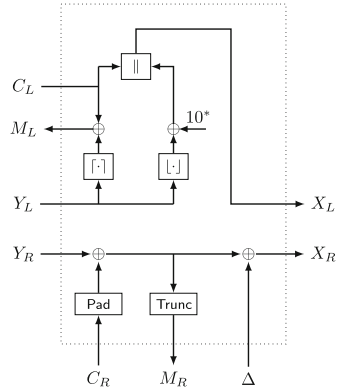 ||
C_L
M_L
10*
⌈·⌉
⌊·⌋
Y_L
X_L
Y_R
X_R
Pad
Trunc
C_R
M_R
Δ